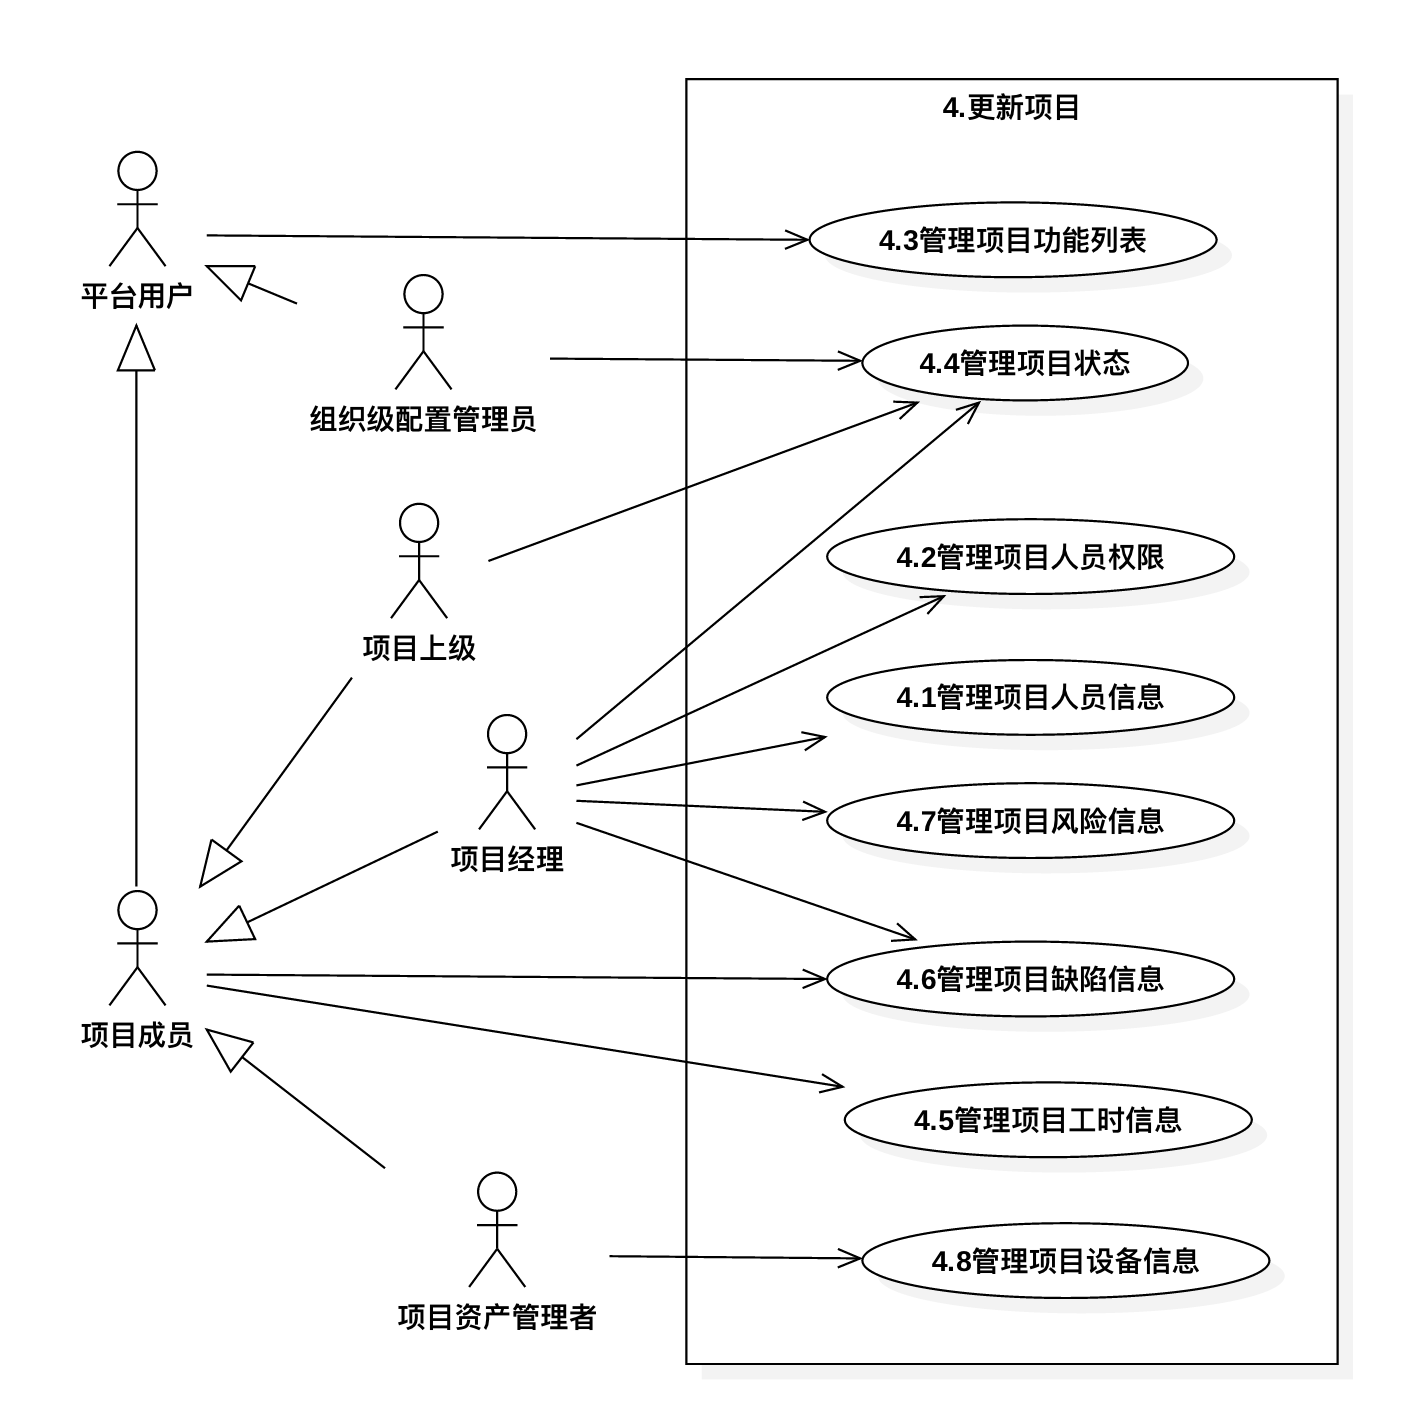 4.更新项目
4.3管理项目功能列表
平台用户
4.4管理项目状态
组织级配置管理员
4.2管理项目人员权限
项目上级
4.1管理项目人员信息
4.7管理项目风险信息
项目经理
4.6管理项目缺陷信息
项目成员
4.5管理项目工时信息
4.8管理项目设备信息
项目资产管理者